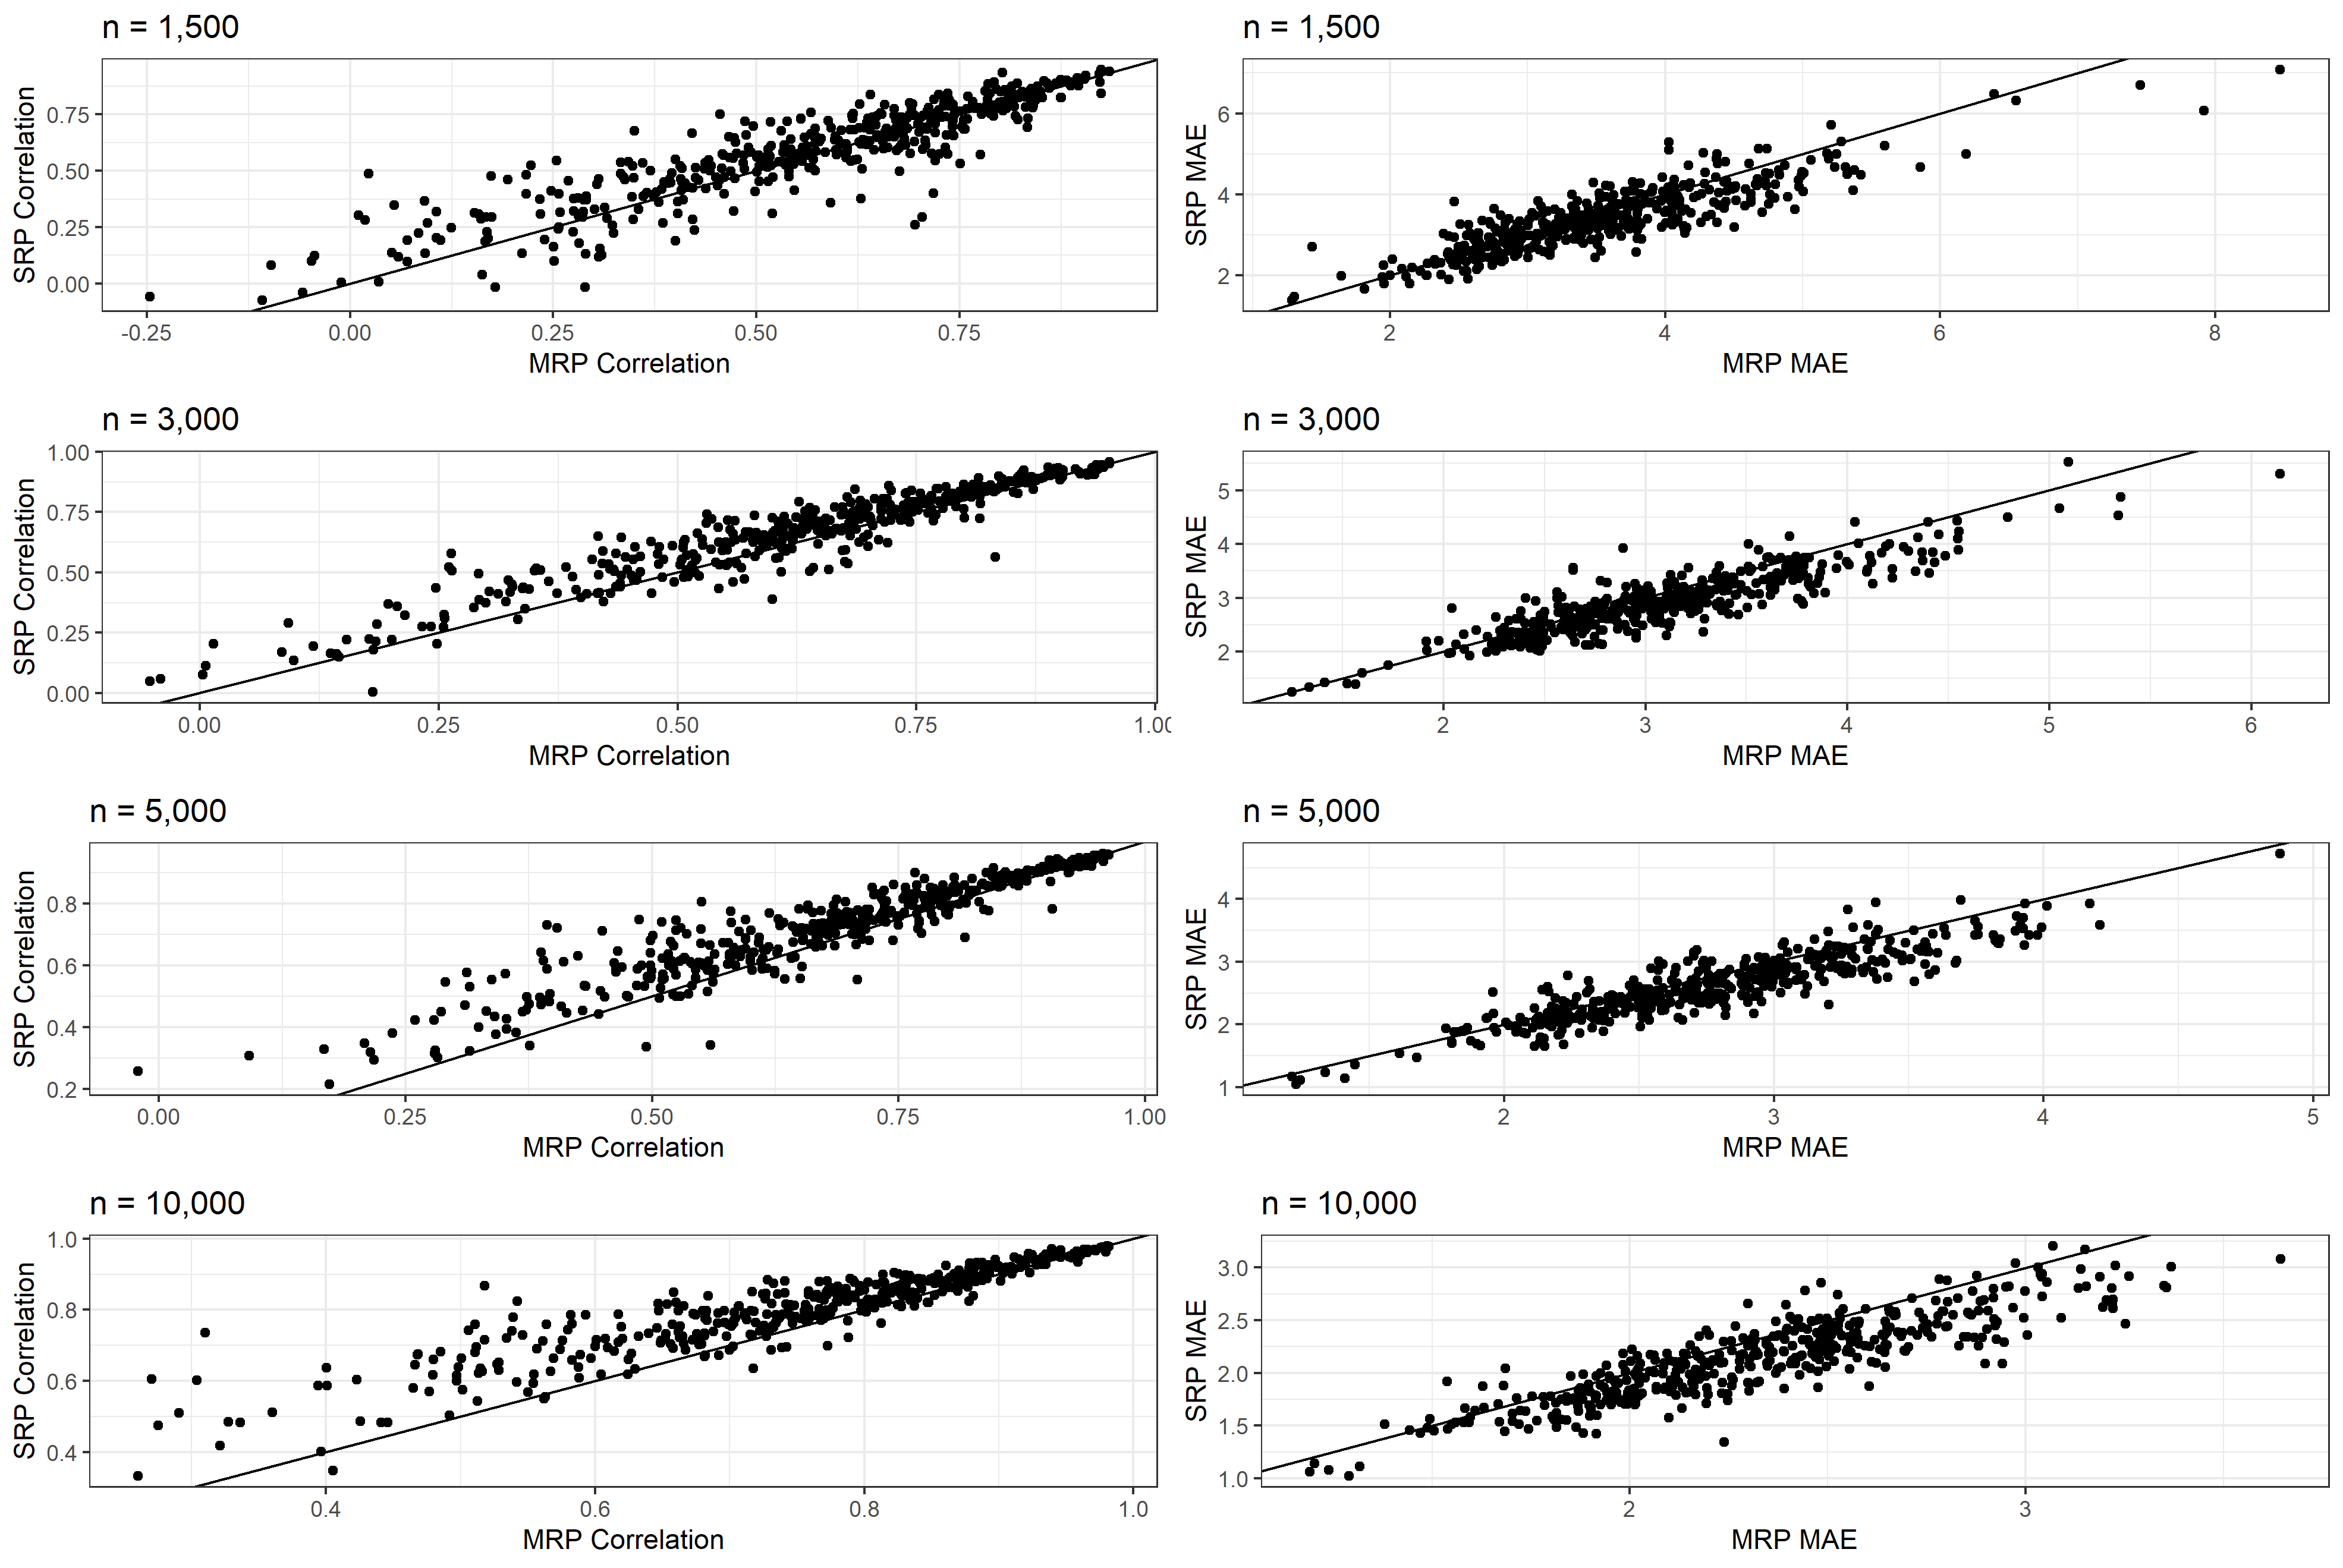 n = 1,500
SRP Correlation
0.75
0.50
0.25
0.00
-0.25 0.00 0.25 0.50 0.75
MRP Correlation
n = 1,500
SRP MAE
6
4
2
2 4 6 8
MRP MAE
n = 3,000
SRP Correlation
1.00
0.75
0.50
0.25
0.00
0.00 0.25 0.50 0.75 1.00
MRP Correlation
n = 3,000
SRP MAE
5
4
3
2
2 3 4 5 6
MRP MAE
n = 5,000
SRP Correlation
0.8
0.6
0.4
0.2
0.00 0.25 0.50 0.75 1.00
MRP Correlation
n = 5,000
SRP MAE
4
3
2
1
2 3 4 5
MRP MAE
n = 10,000
SRP Correlation
1.0
0.8
0.6
0.4
0.4 0.6 0.8 1.0
MRP Correlation
n = 10,000
SRP MAE
3.0
2.5
2.0
1.5
1.0
2 3
MRP MAE